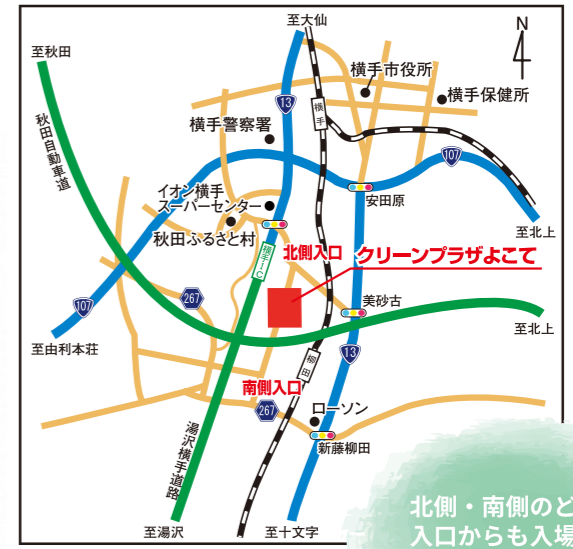 至大仙
N
至秋田
横手市役所
13
横手
横手保健所
横手警察署
秋田自動車道
107
イオン横手
スーパーセンター
安田原
秋田ふるさと村
至北上
横手IC
北側入口
クリーンプラザよこて
267
107
美砂古
至北上
至由利本荘
13
柳田
南側入口
267
ローソン
湯沢横手道路
新藤柳田
至湯沢
至十文字
北側・南側のど
入口からも入場